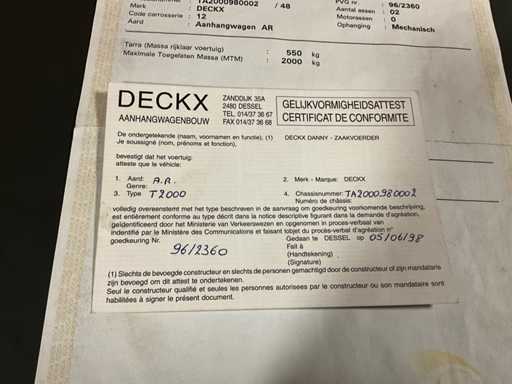 TA2000980002 / 48
PVG nr. : 96/2360
Merk : DECKX
Aantal assen : 02
Code carrosserie : 12
Motorassen : 0
Aard : Aanhangwagen AR
Ophanging : Mechanisch
Tarra (Massa rijklaar voertuig) : 550 kg
Maximale Toegelaten Massa (MTM) : 2000 kg
DECKX
AANHANGWAGENBOUW
ZANDDIJK 35A
2480 DESSEL
TEL. 014/37 36 67
FAX 014/37 36 68
GELIJKVORMIGHEIDSATTEST
CERTIFICAT DE CONFORMITE
De ondergetekende (naam, voornamen en functie), (1) DECKX DANNY - ZAAKVOERDER
Je soussigné (nom, prénoms et fonction),
bevestigt dat het voertuig:
atteste que le véhicule:
1. Aard: A.R.
Genre:
2. Merk - Marque: DECKX
3. Type T2000
4. Chassisnummer: TA2000980002
Numéro de châssis:
volledig overeenstemt met het type beschreven in de aanvraag om goedkeuring voorkomende beschrijving,
est entièrement conforme au type décrit dans la notice descriptive figurant dans la demande d'agréation,
geïdentificeerd door het Ministerie van Verkeerswezen en opgenomen in proces-verbaal van
indentifié par le Ministère des Communications et faisant l'objet du procès-verbal d'agréation n°
goedkeuring Nr.
96/2360
Gedaan te DESSEL op 05/06/98
Fait à le
(Handtekening)
(Signature)
(1) Slechts de bevoegde constructeur en slechts de personen gemachtigd door de constructeur of zijn mandataris
zijn bevoegd om dit attest te ondertekenen.
Seul le constructeur qualifié et seules les personnes autorisees par le constructeur ou son mandataire sont
habilitées à signer le présent document.